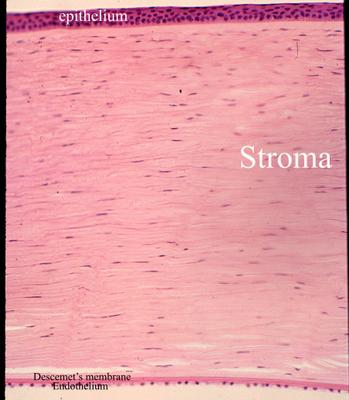 epithelium
Stroma
Descemet's membrane
Endothelium